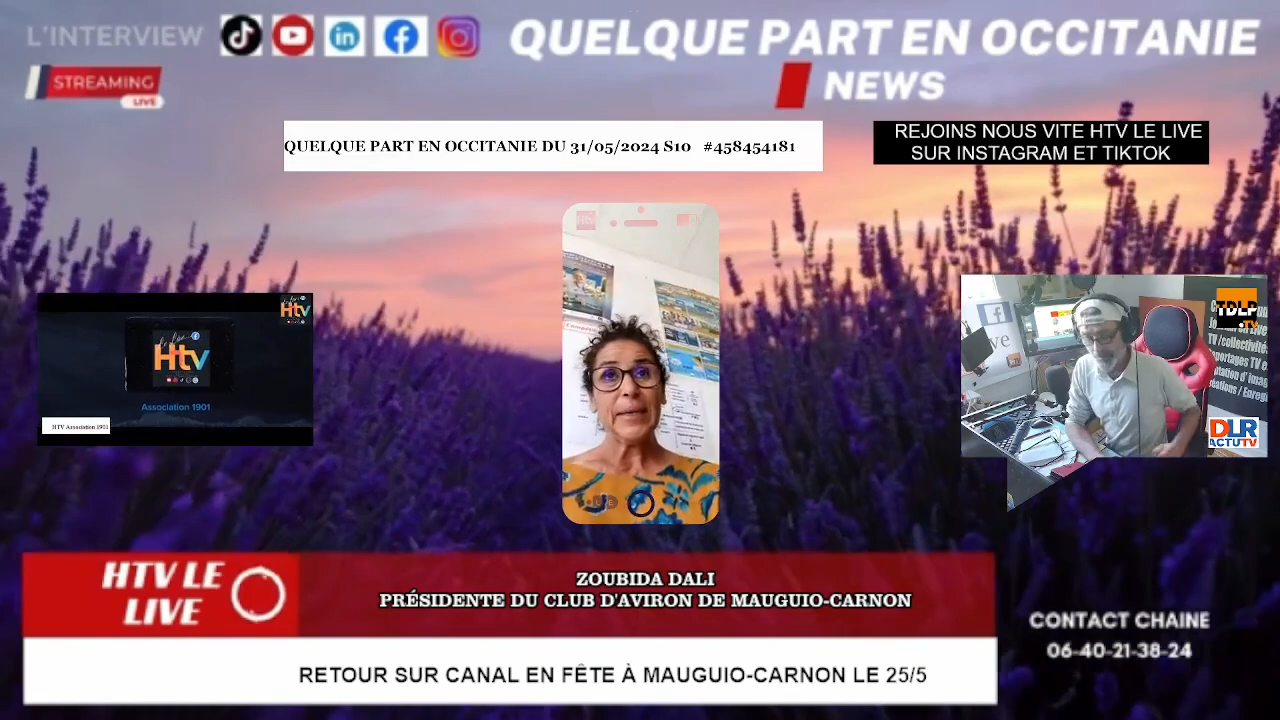 L'INTERVIEW
QUELQUE PART EN OCCITANIE
STREAMING
LIVE
NEWS
QUELQUE PART EN OCCITANIE DU 31/05/2024 S10 #458454181
REJOINS NOUS VITE HTV LE LIVE
SUR INSTAGRAM ET TIKTOK
Htv
Htv
Association 1901
HTV Association 1901
TDLP
.TV
DLR
ACTUTV
HTV LE
LIVE
ZOUBIDA DALI
PRÉSIDENTE DU CLUB D'AVIRON DE MAUGUIO-CARNON
RETOUR SUR CANAL EN FÊTE À MAUGUIO-CARNON LE 25/5
CONTACT CHAINE
06-40-21-38-24